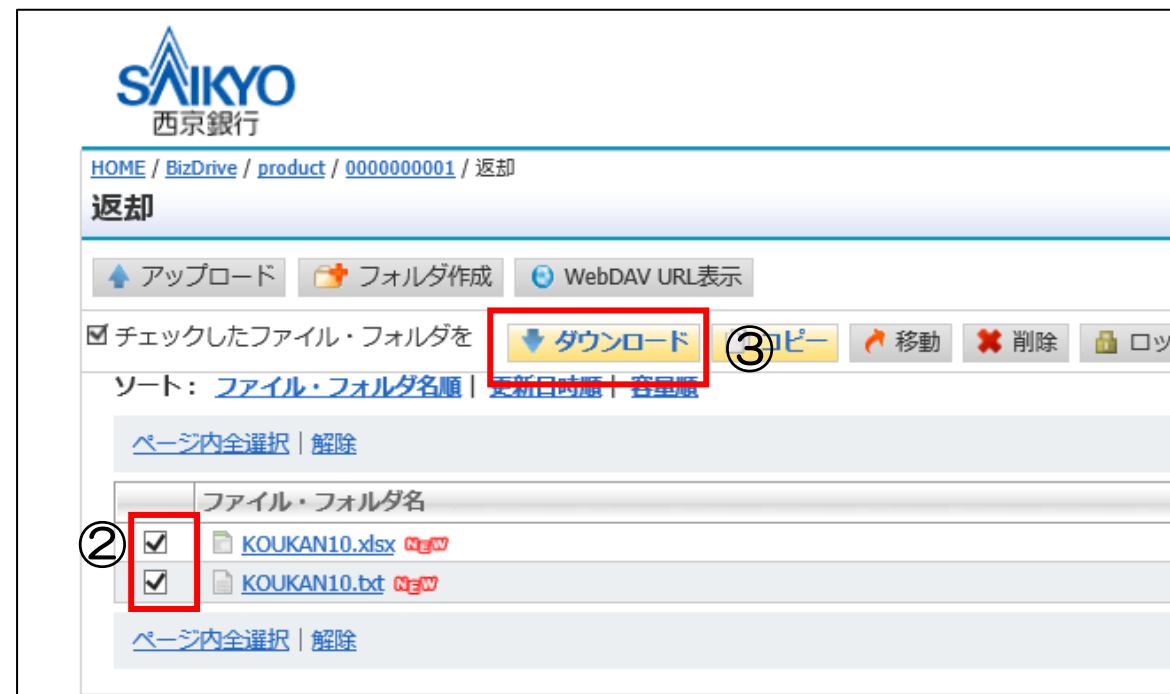 SAIKYO
西京銀行
HOME / BizDrive / product / 0000000001 / 返却
返却
アップロード フォルダ作成 WebDAV URL表示
チェックしたファイル・フォルダを ダウンロード ③ コピー 移動 削除 ロッ
ソート： ファイル・フォルダ名順 | 更新日時順 | 容量順
ページ内全選択 | 解除
ファイル・フォルダ名
② KOUKAN10.xlsx NEW
KOUKAN10.txt NEW
ページ内全選択 | 解除